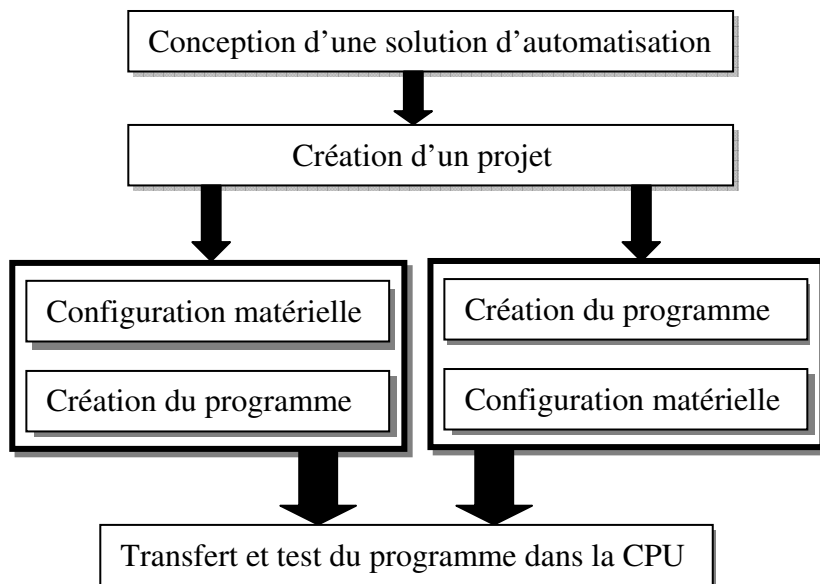 Conception d’une solution d’automatisation
Création d’un projet
Configuration matérielle
Création du programme
Création du programme
Configuration matérielle
Transfert et test du programme dans la CPU